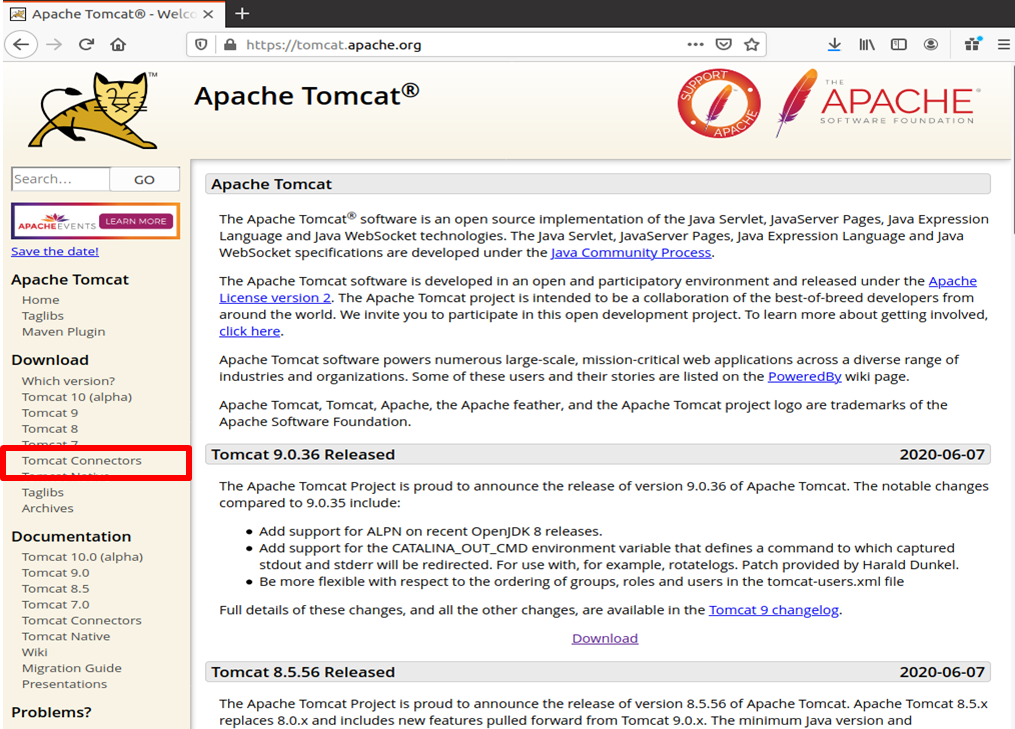 Apache Tomcat® - Welco
https://tomcat.apache.org
TM
Apache Tomcat®
SUPPORT
APACHE
THE
APACHE®
SOFTWARE FOUNDATION
Search...
GO
APACHEEVENTS LEARN MORE
Save the date!
Apache Tomcat
Home
Taglibs
Maven Plugin
Download
Which version?
Tomcat 10 (alpha)
Tomcat 9
Tomcat 8
Tomcat 7
Tomcat Connectors
Tomcat Native
Taglibs
Archives
Documentation
Tomcat 10.0 (alpha)
Tomcat 9.0
Tomcat 8.5
Tomcat 7.0
Tomcat Connectors
Tomcat Native
Wiki
Migration Guide
Presentations
Problems?
Apache Tomcat
The Apache Tomcat® software is an open source implementation of the Java Servlet, JavaServer Pages, Java Expression
Language and Java WebSocket technologies. The Java Servlet, JavaServer Pages, Java Expression Language and Java
WebSocket specifications are developed under the Java Community Process.
The Apache Tomcat software is developed in an open and participatory environment and released under the Apache
License version 2. The Apache Tomcat project is intended to be a collaboration of the best-of-breed developers from
around the world. We invite you to participate in this open development project. To learn more about getting involved,
click here.
Apache Tomcat software powers numerous large-scale, mission-critical web applications across a diverse range of
industries and organizations. Some of these users and their stories are listed on the PoweredBy wiki page.
Apache Tomcat, Tomcat, Apache, the Apache feather, and the Apache Tomcat project logo are trademarks of the
Apache Software Foundation.
Tomcat 9.0.36 Released 2020-06-07
The Apache Tomcat Project is proud to announce the release of version 9.0.36 of Apache Tomcat. The notable changes
compared to 9.0.35 include:
• Add support for ALPN on recent OpenJDK 8 releases.
• Add support for the CATALINA_OUT_CMD environment variable that defines a command to which captured
stdout and stderr will be redirected. For use with, for example, rotatelogs. Patch provided by Harald Dunkel.
• Be more flexible with respect to the ordering of groups, roles and users in the tomcat-users.xml file
Full details of these changes, and all the other changes, are available in the Tomcat 9 changelog.
Download
Tomcat 8.5.56 Released 2020-06-07
The Apache Tomcat Project is proud to announce the release of version 8.5.56 of Apache Tomcat. Apache Tomcat 8.5.x
replaces 8.0.x and includes new features pulled forward from Tomcat 9.0.x. The minimum Java version and